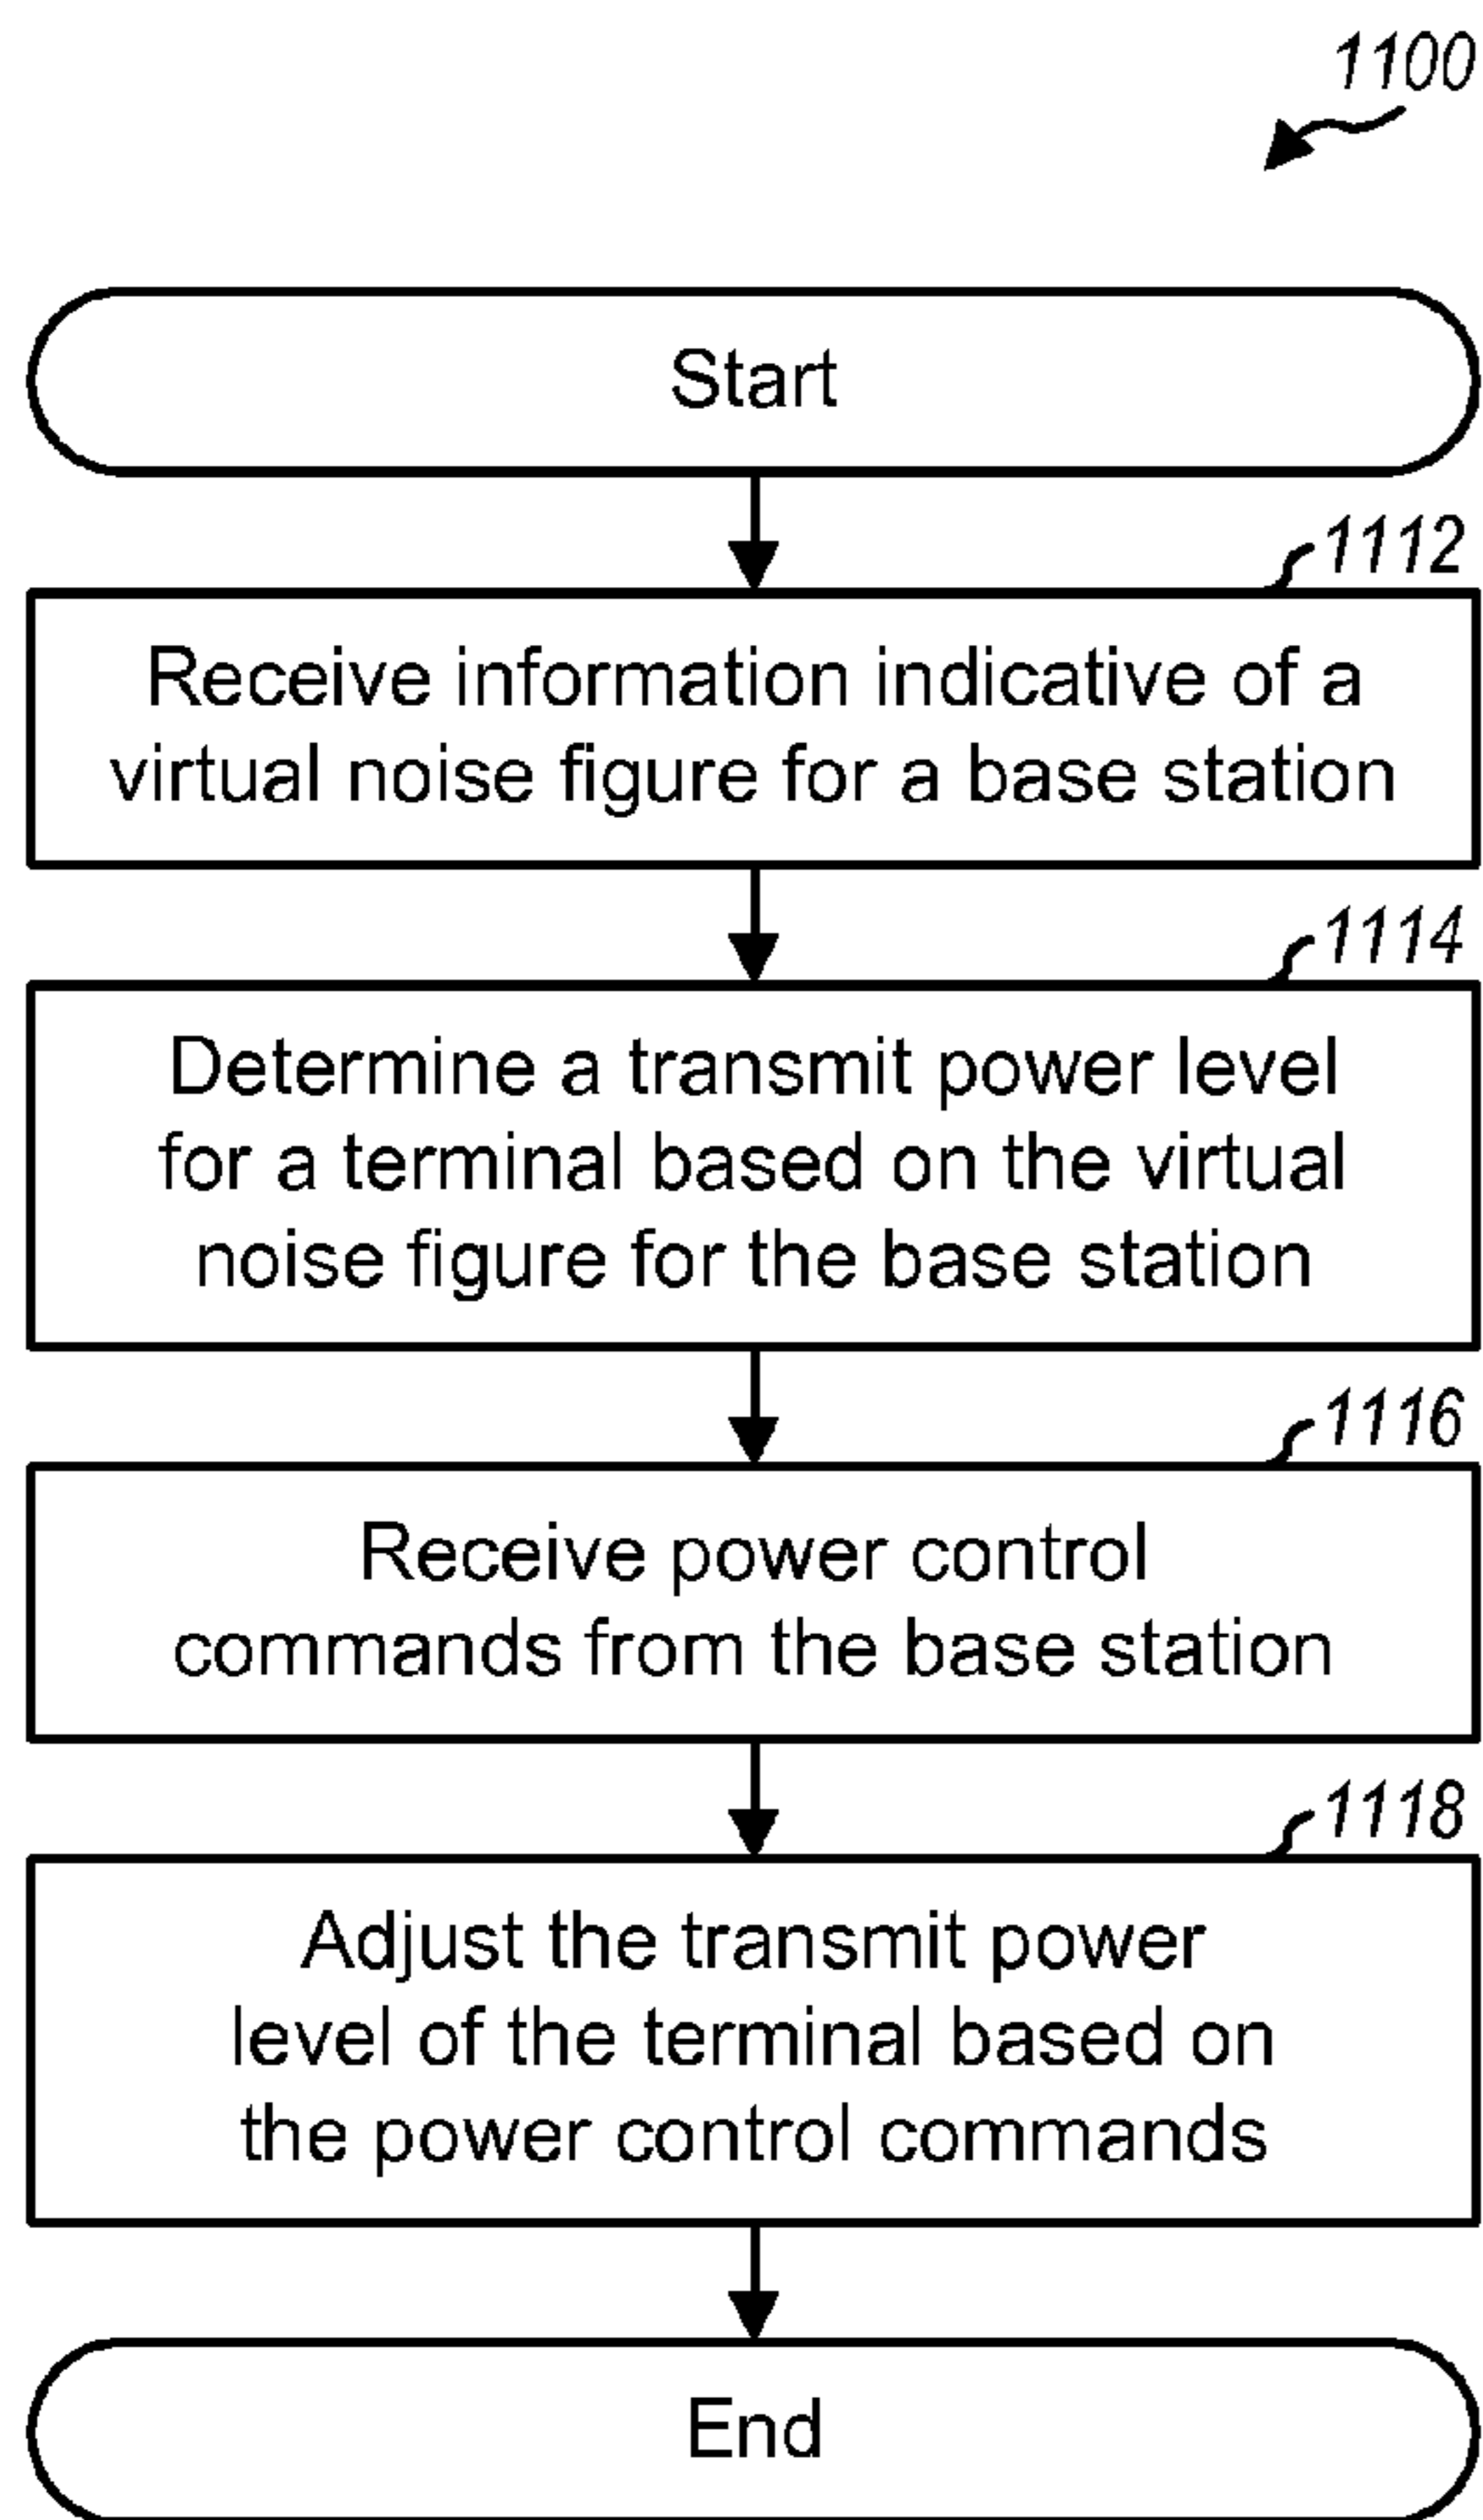 1100
Start
1112
Receive information indicative of a
virtual noise figure for a base station
1114
Determine a transmit power level
for a terminal based on the virtual
noise figure for the base station
1116
Receive power control
commands from the base station
1118
Adjust the transmit power
level of the terminal based on
the power control commands
End